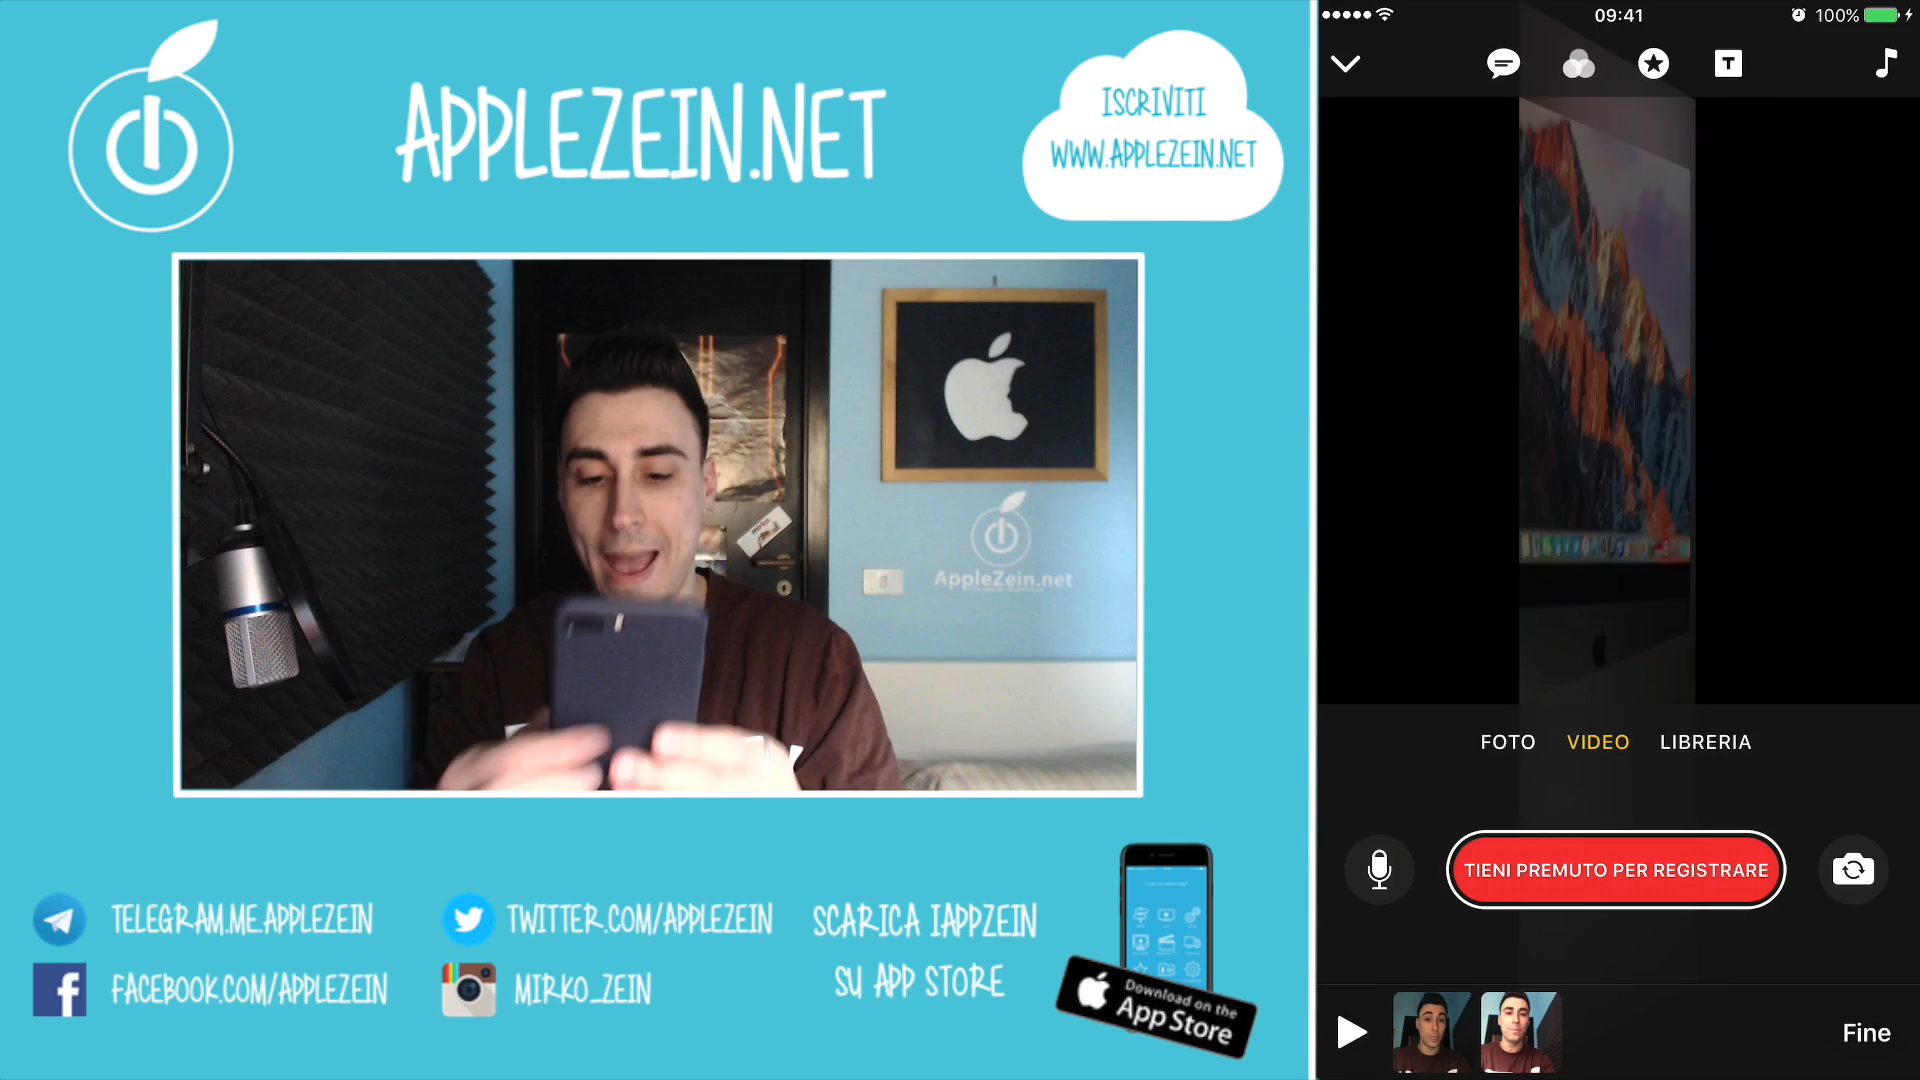 APPLEZEIN.NET
ISCRIVITI
WWW.APPLEZEIN.NET
AppleZein.net
mirko
TELEGRAM.ME.APPLEZEIN
TWITTER.COM/APPLEZEIN
FACEBOOK.COM/APPLEZEIN
MIRKO_ZEIN
SCARICA IAPPZEIN
SU APP STORE
Download on the
App Store
09:41
100%
T
FOTO
VIDEO
LIBRERIA
TIENI PREMUTO PER REGISTRARE
Fine